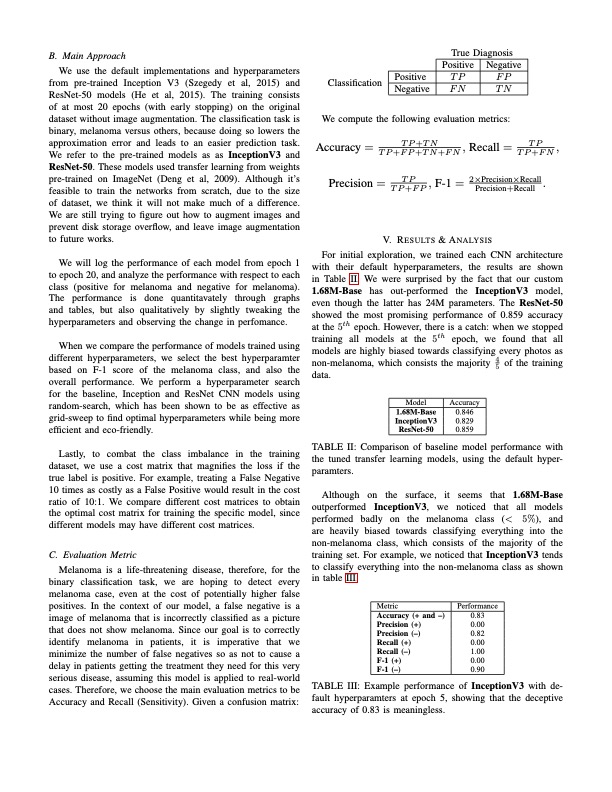 B. Main Approach
We use the default implementations and hyperparameters
from pre-trained Inception V3 (Szegedy et al, 2015) and
ResNet-50 models (He et al, 2015). The training consists
of at most 20 epochs (with early stopping) on the original
dataset without image augmentation. The classification task is
binary, melanoma versus others, because doing so lowers the
approximation error and leads to an easier prediction task.
We refer to the pre-trained models as as InceptionV3 and
ResNet-50. These models used transfer learning from weights
pre-trained on ImageNet (Deng et al, 2009). Although it's
feasible to train the networks from scratch, due to the size
of dataset, we think it will not make much of a difference.
We are still trying to figure out how to augment images and
prevent disk storage overflow, and leave image augmentation
to future works.
We will log the performance of each model from epoch 1
to epoch 20, and analyze the performance with respect to each
class (positive for melanoma and negative for melanoma).
The performance is done quantitavately through graphs
and tables, but also qualitatively by slightly tweaking the
hyperparameters and observing the change in perfomance.
When we compare the performance of models trained using
different hyperparameters, we select the best hyperparamter
based on F-1 score of the melanoma class, and also the
overall performance. We perform a hyperparameter search
for the baseline, Inception and ResNet CNN models using
random-search, which has been shown to be as effective as
grid-sweep to find optimal hyperparameters while being more
efficient and eco-friendly.
Lastly, to combat the class imbalance in the training
dataset, we use a cost matrix that magnifies the loss if the
true label is positive. For example, treating a False Negative
10 times as costly as a False Positive would result in the cost
ratio of 10:1. We compare different cost matrices to obtain
the optimal cost matrix for training the specific model, since
different models may have different cost matrices.
C. Evaluation Metric
Melanoma is a life-threatening disease, therefore, for the
binary classification task, we are hoping to detect every
melanoma case, even at the cost of potentially higher false
positives. In the context of our model, a false negative is a
image of melanoma that is incorrectly classified as a picture
that does not show melanoma. Since our goal is to correctly
identify melanoma in patients, it is imperative that we
minimize the number of false negatives so as not to cause a
delay in patients getting the treatment they need for this very
serious disease, assuming this model is applied to real-world
cases. Therefore, we choose the main evaluation metrics to be
Accuracy and Recall (Sensitivity). Given a confusion matrix:
True Diagnosis
Positive Negative
Classification Positive TP FP
Negative FN TN
We compute the following evaluation metrics:
Accuracy = TP+TN / TP+FP+TN+FN, Recall = TP / TP+FN,
Precision = TP / TP+FP, F-1 = 2×Precision×Recall / Precision+Recall.
V. RESULTS & ANALYSIS
For initial exploration, we trained each CNN architecture
with their default hyperparameters, the results are shown
in Table II. We were surprised by the fact that our custom
1.68M-Base has out-performed the InceptionV3 model,
even though the latter has 24M parameters. The ResNet-50
showed the most promising performance of 0.859 accuracy
at the 5th epoch. However, there is a catch: when we stopped
training all models at the 5th epoch, we found that all
models are highly biased towards classifying every photos as
non-melanoma, which consists the majority 4/5 of the training
data.
Model Accuracy
1.68M-Base 0.846
InceptionV3 0.829
ResNet-50 0.859
TABLE II: Comparison of baseline model performance with
the tuned transfer learning models, using the default hyper-
paramters.
Although on the surface, it seems that 1.68M-Base
outperformed InceptionV3, we noticed that all models
performed badly on the melanoma class (< 5%), and
are heavily biased towards classifying everything into the
non-melanoma class, which consists of the majority of the
training set. For example, we noticed that InceptionV3 tends
to classify everything into the non-melanoma class as shown
in table III.
Metric Performance
Accuracy (+ and –) 0.83
Precision (+) 0.00
Precision (–) 0.82
Recall (+) 0.00
Recall (–) 1.00
F-1 (+) 0.00
F-1 (–) 0.90
TABLE III: Example performance of InceptionV3 with de-
fault hyperparamters at epoch 5, showing that the deceptive
accuracy of 0.83 is meaningless.